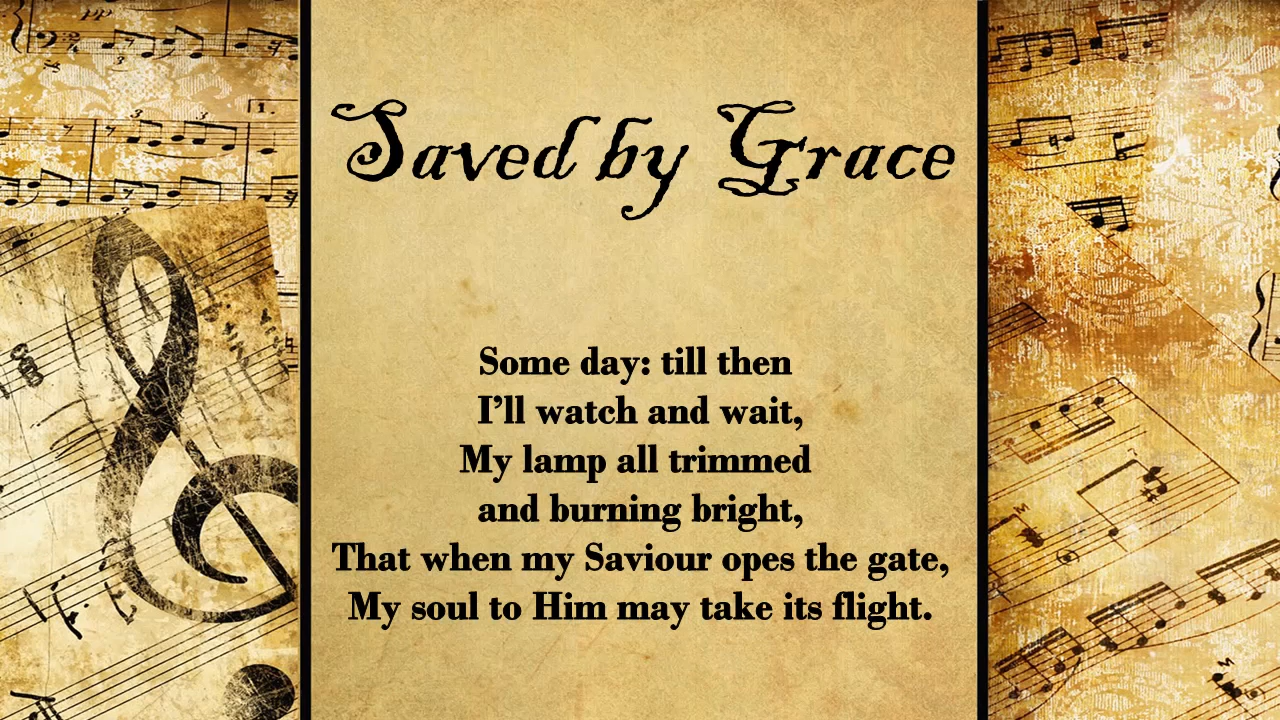 Saved by Grace
Some day: till then
I’ll watch and wait,
My lamp all trimmed
and burning bright,
That when my Saviour opes the gate,
My soul to Him may take its flight.